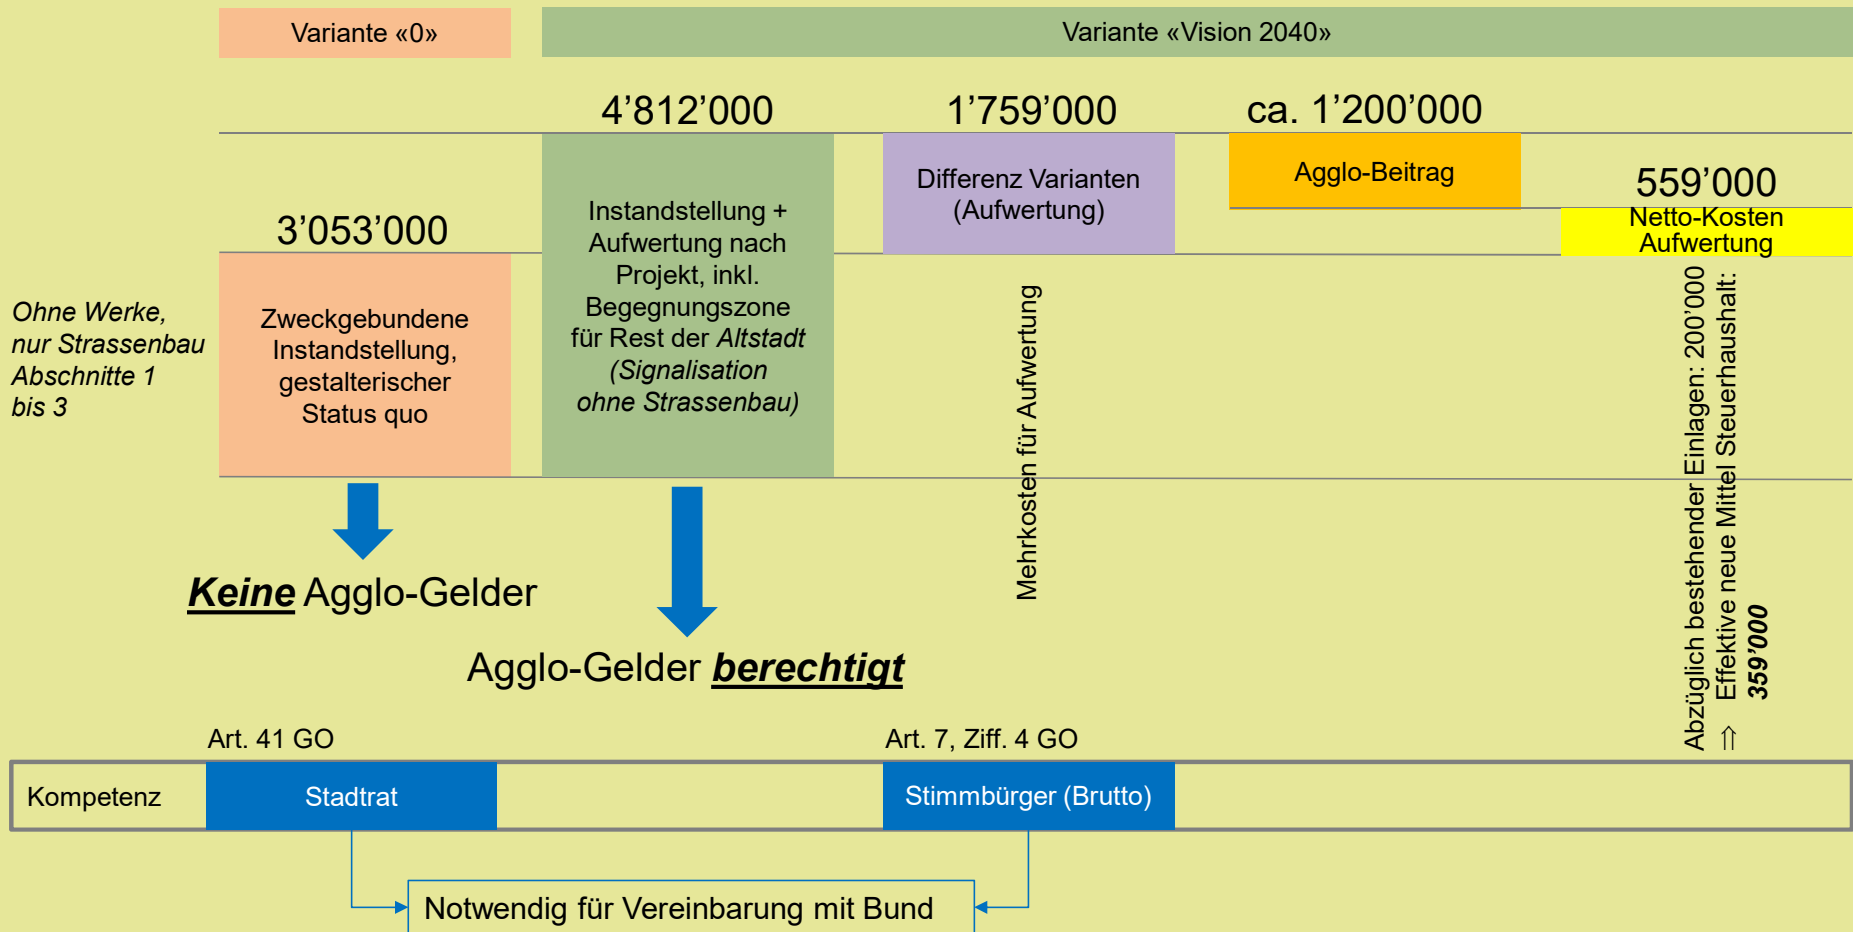 Variante «0»
Variante «Vision 2040»
4’812’000
1’759’000
ca. 1’200’000
559’000
3’053’000
Ohne Werke,
nur Strassenbau
Abschnitte 1
bis 3
Zweckgebundene
Instandstellung,
gestalterischer
Status quo
Instandstellung +
Aufwertung nach
Projekt, inkl.
Begegnungszone
für Rest der Altstadt
(Signalisation
ohne Strassenbau)
Differenz Varianten
(Aufwertung)
Agglo-Beitrag
Netto-Kosten
Aufwertung
Mehrkosten für Aufwertung
Abzüglich bestehender Einlagen: 200’000
⇒ Effektive neue Mittel Steuerhaushalt:
359’000
Keine Agglo-Gelder
Agglo-Gelder berechtigt
Art. 41 GO
Art. 7, Ziff. 4 GO
Kompetenz
Stadtrat
Stimmbürger (Brutto)
Notwendig für Vereinbarung mit Bund